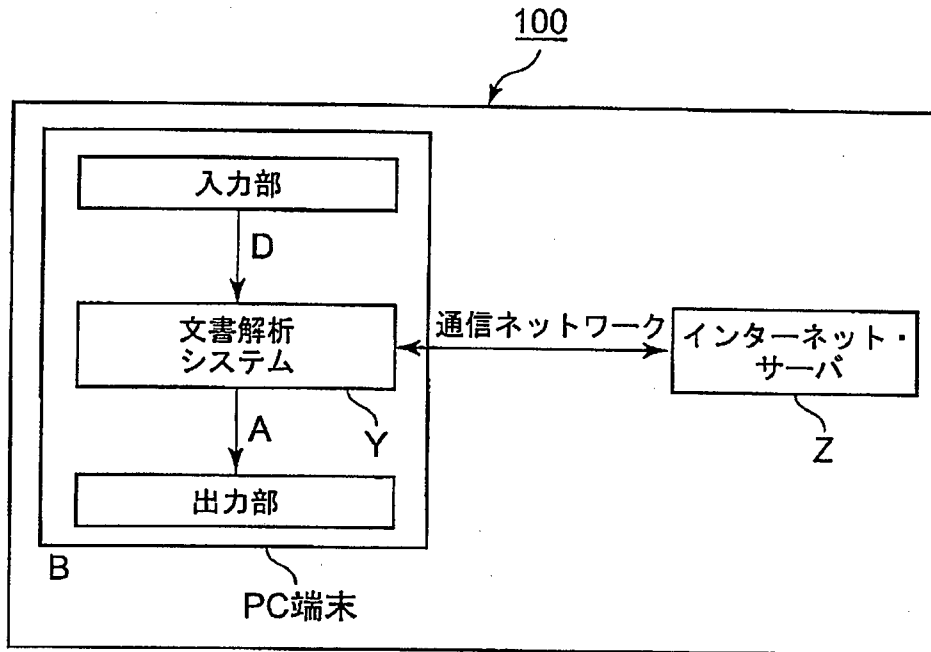 100
入力部
D
文書解析
システム
通信ネットワーク
インターネット・
サーバ
A
Y
Z
出力部
B
PC端末